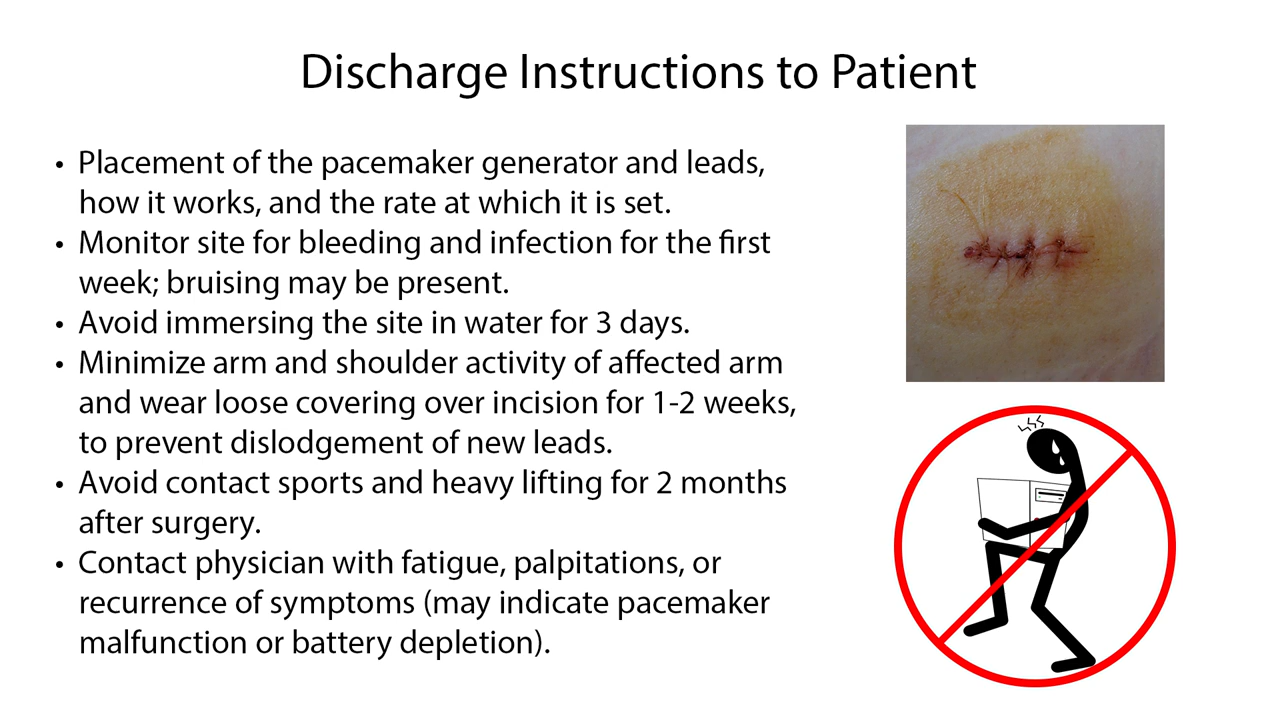 Discharge Instructions to Patient
• Placement of the pacemaker generator and leads,
how it works, and the rate at which it is set.
• Monitor site for bleeding and infection for the first
week; bruising may be present.
• Avoid immersing the site in water for 3 days.
• Minimize arm and shoulder activity of affected arm
and wear loose covering over incision for 1-2 weeks,
to prevent dislodgement of new leads.
• Avoid contact sports and heavy lifting for 2 months
after surgery.
• Contact physician with fatigue, palpitations, or
recurrence of symptoms (may indicate pacemaker
malfunction or battery depletion).